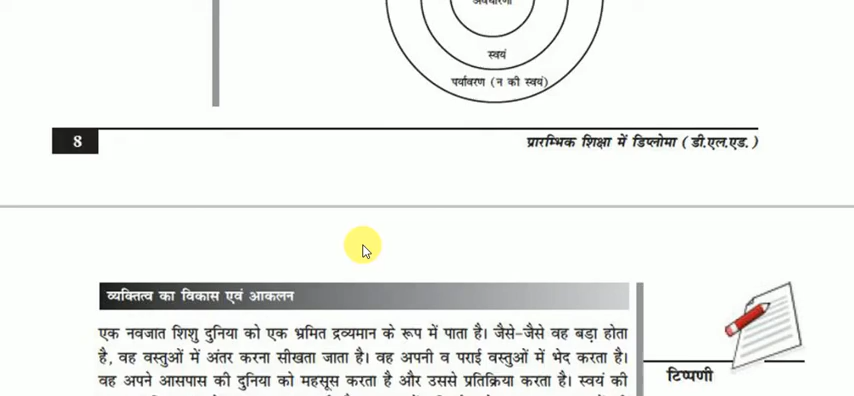 अवधारणा
स्वयं
पर्यावरण (न की स्वयं)
8
प्रारम्भिक शिक्षा में डिप्लोमा (डी.एल.एड.)
व्यक्तित्व का विकास एवं आकलन
एक नवजात शिशु दुनिया को एक भ्रमित द्रव्यमान के रूप में पाता है। जैसे-जैसे वह बड़ा होता
है, वह वस्तुओं में अंतर करना सीखता जाता है। वह अपनी व पराई वस्तुओं में भेद करता है।
वह अपने आसपास की दुनिया को महसूस करता है और उससे प्रतिक्रिया करता है। स्वयं की
टिप्पणी